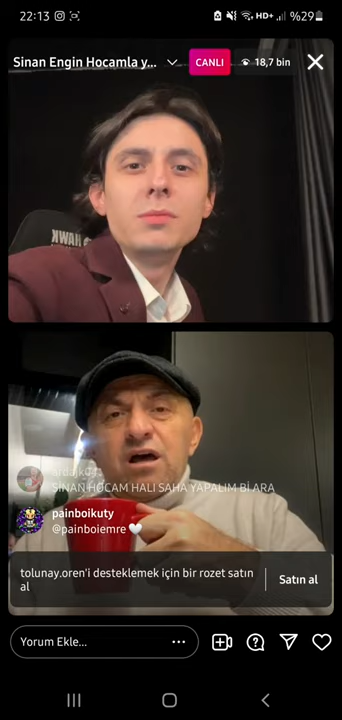 22:13
HD+
%29
Sinan Engin Hocamla y...
CANLI
18,7 bin
HAWK
SİNAN HOCAM HALI SAHA YAPALIM Bİ ARA
painboikuty
@painboiemre 🤍
tolunay.oren'i desteklemek için bir rozet satın
al
Satın al
Yorum Ekle...